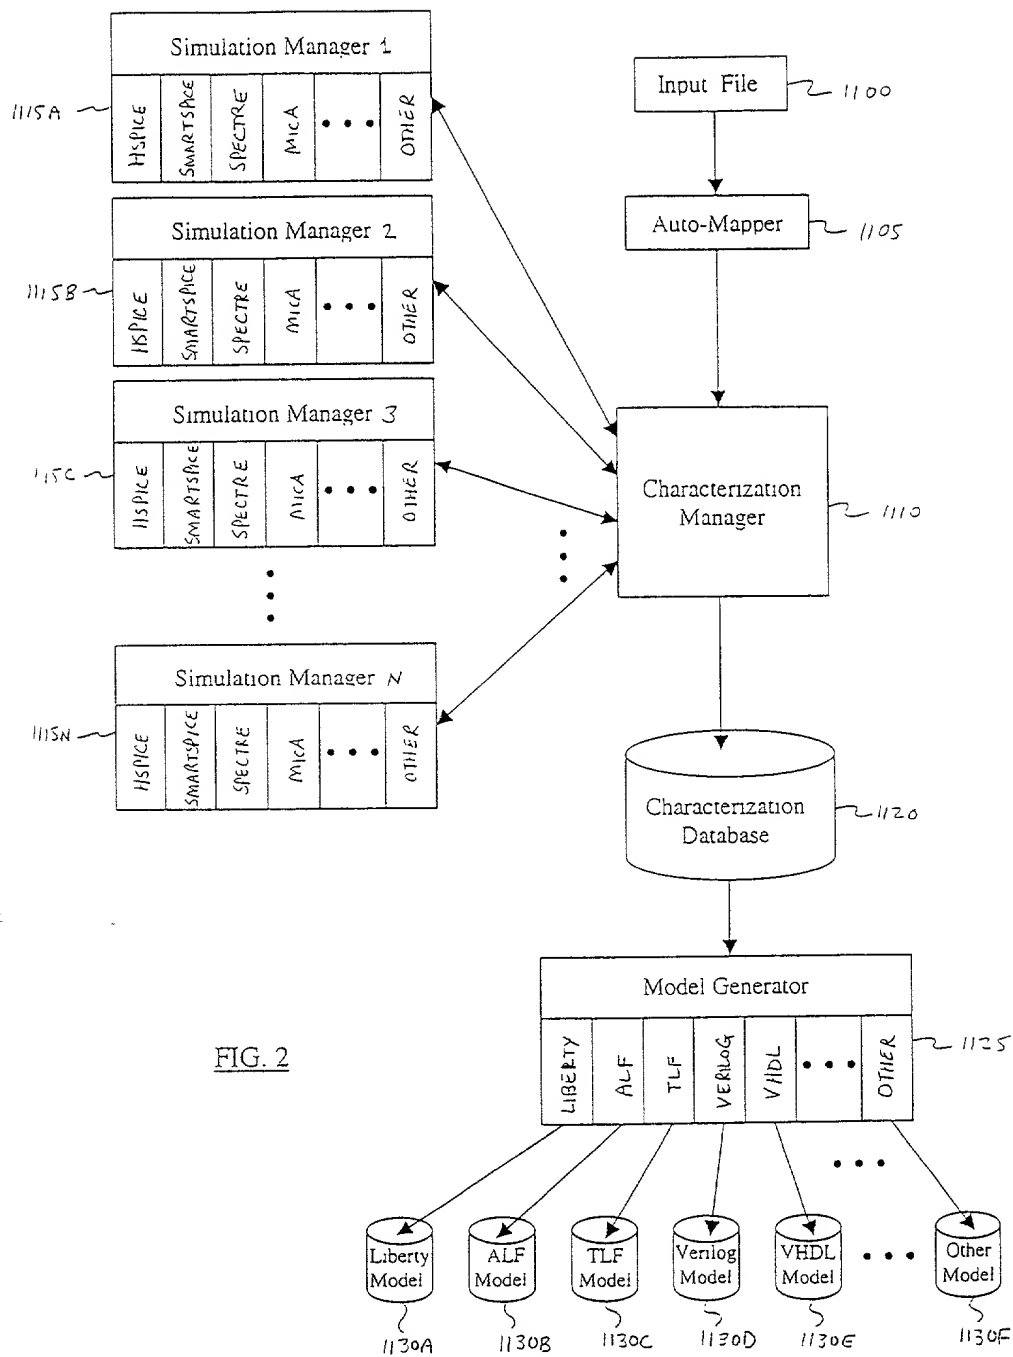 Simulation Manager 1
1115A
HSPICE
SMARTSPICE
SPECTRE
MICA
OTHER
Input File
1100
Auto-Mapper
1105
Simulation Manager 2
1115B
HSPICE
SMARTSPICE
SPECTRE
MICA
OTHER
Simulation Manager 3
115C
HSPICE
SMARTSPICE
SPECTRE
MICA
OTHER
Characterization
Manager
1110
Simulation Manager N
1115N
HSPICE
SMARTSPICE
SPECTRE
MICA
OTHER
Characterization
Database
1120
Model Generator
LIBERTY
ALF
TLF
VERILOG
VHDL
OTHER
1125
FIG. 2
Liberty
Model
ALF
Model
TLF
Model
Verilog
Model
VHDL
Model
Other
Model
1130A
1130B
1130C
1130D
1130E
1130F